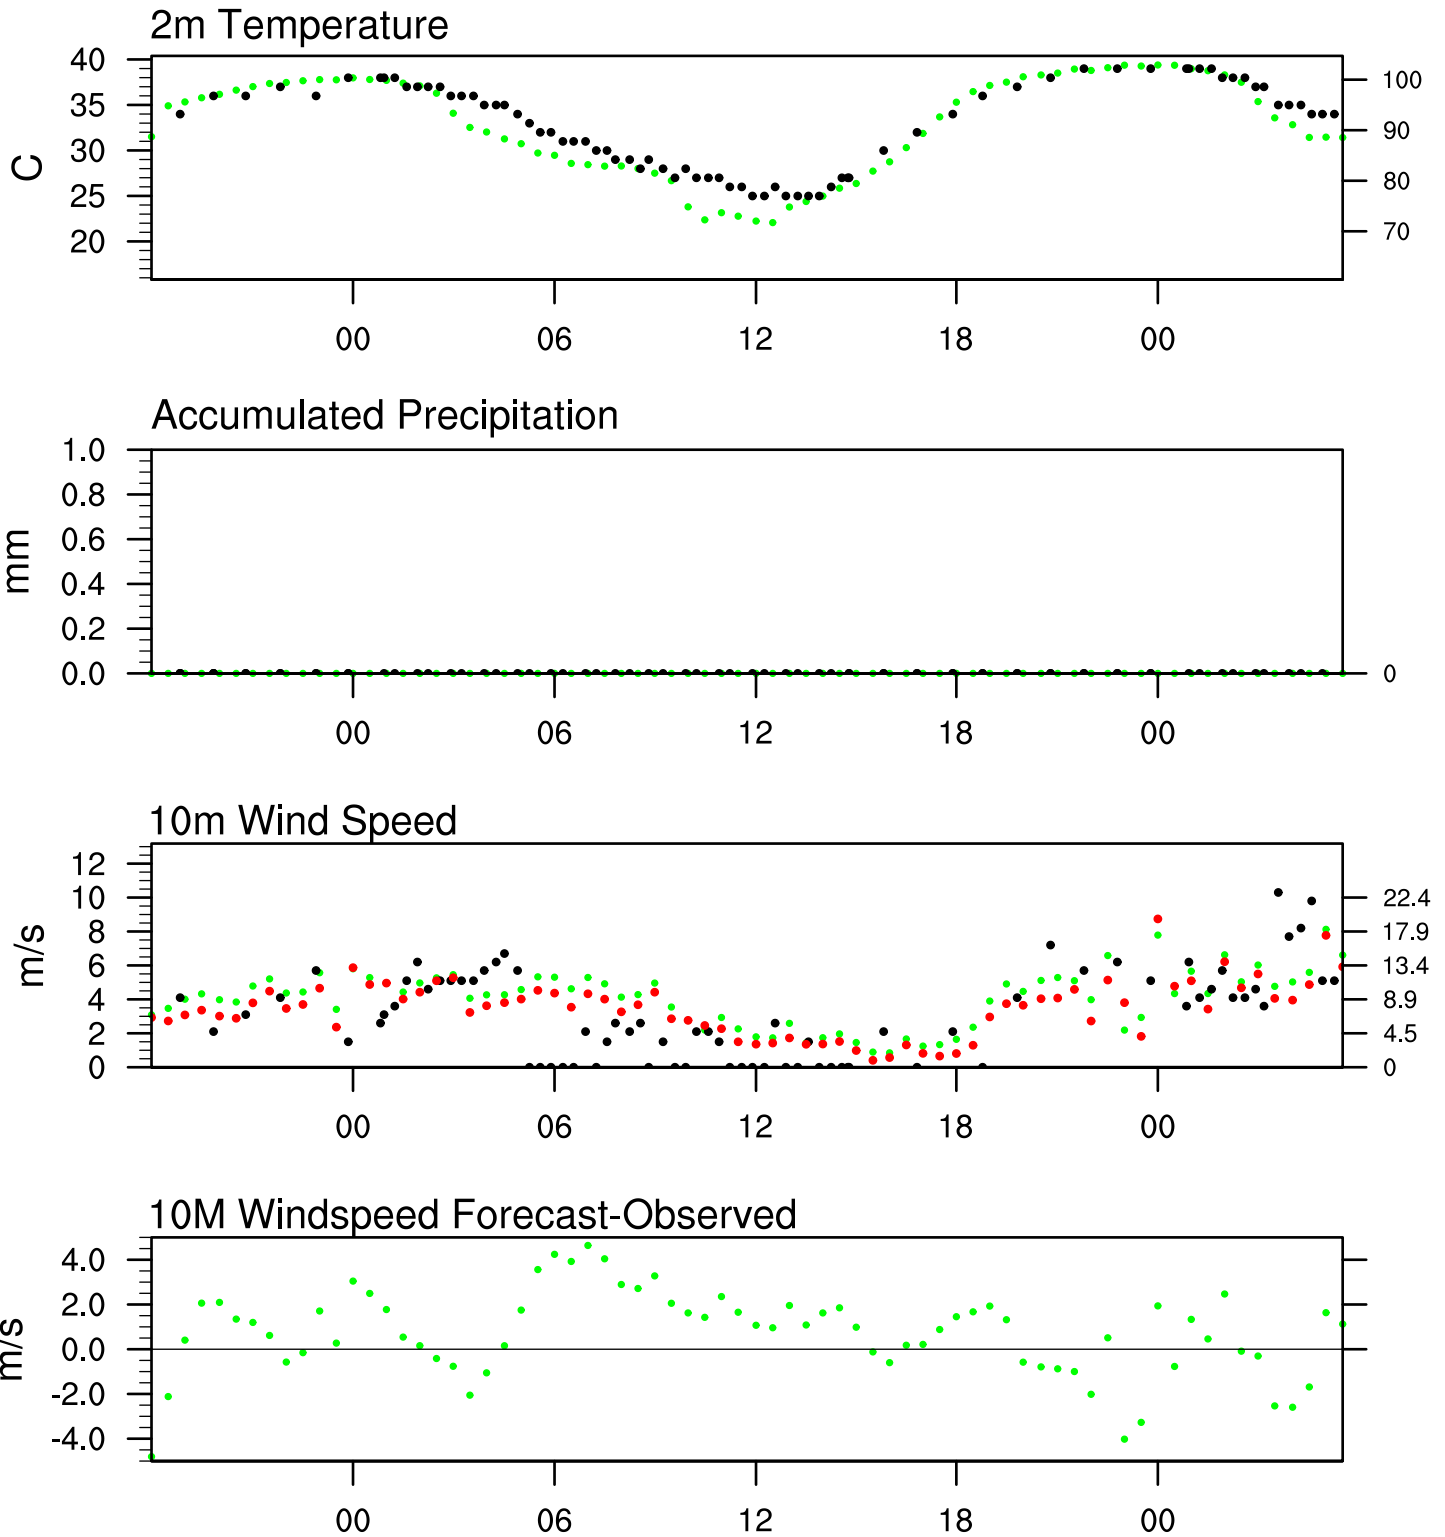 2m Temperature
40
35
30
25
20
C
100
90
80
70
00 06 12 18 00
Accumulated Precipitation
1.0
0.8
0.6
0.4
0.2
0.0
mm
0
00 06 12 18 00
10m Wind Speed
12
10
8
6
4
2
0
m/s
22.4
17.9
13.4
8.9
4.5
0
00 06 12 18 00
10M Windspeed Forecast-Observed
4.0
2.0
0.0
-2.0
-4.0
m/s
00 06 12 18 00